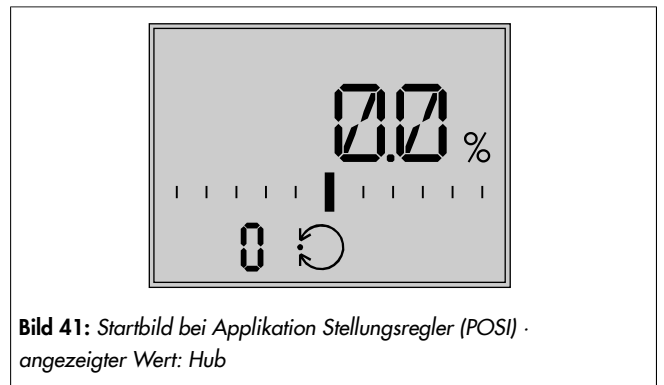 0.0 %
0
Bild 41: Startbild bei Applikation Stellungsregler (POSI) ·
angezeigter Wert: Hub